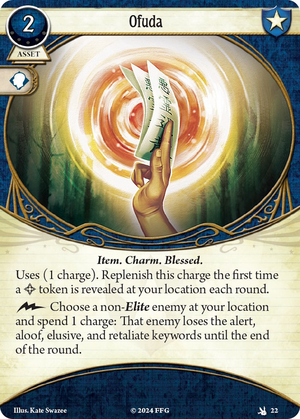 Ofuda
2
ASSET
Item. Charm. Blessed.
Uses (1 charge). Replenish this charge the first time
a token is revealed at your location each round.
Choose a non-Elite enemy at your location
and spend 1 charge: That enemy loses the alert,
aloof, elusive, and retaliate keywords until the end
of the round.
Illus. Kate Swazee
© 2024 FFG
22